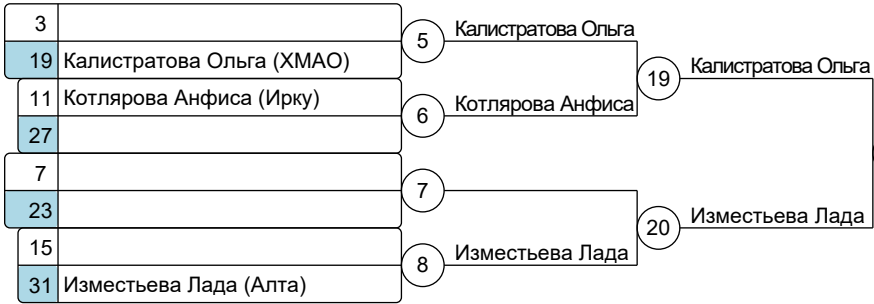 3
5 Калистратова Ольга
19 Калистратова Ольга (ХМАО)
19 Калистратова Ольга
11 Котлярова Анфиса (Ирку)
6 Котлярова Анфиса
27
7
7
23
20 Изместьева Лада
15
8 Изместьева Лада
31 Изместьева Лада (Алта)